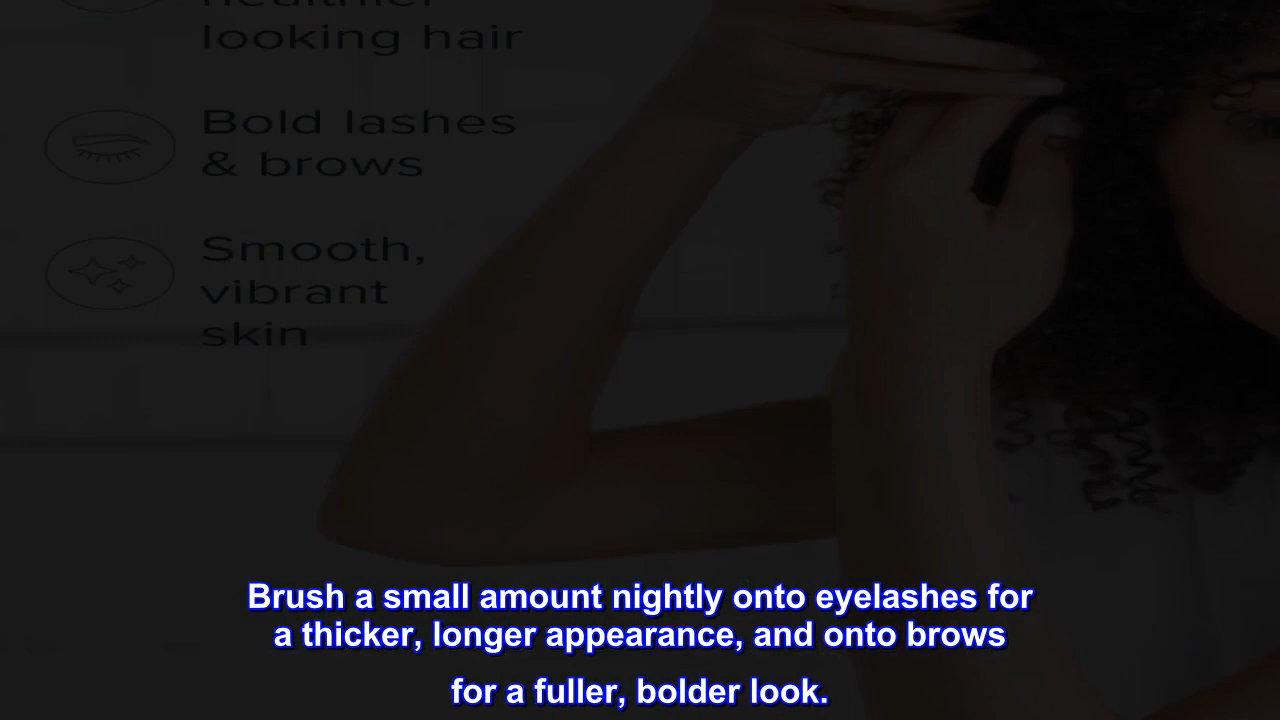 healthier
looking hair
Bold lashes
& brows
Smooth,
vibrant
skin
Brush a small amount nightly onto eyelashes for
a thicker, longer appearance, and onto brows
for a fuller, bolder look.